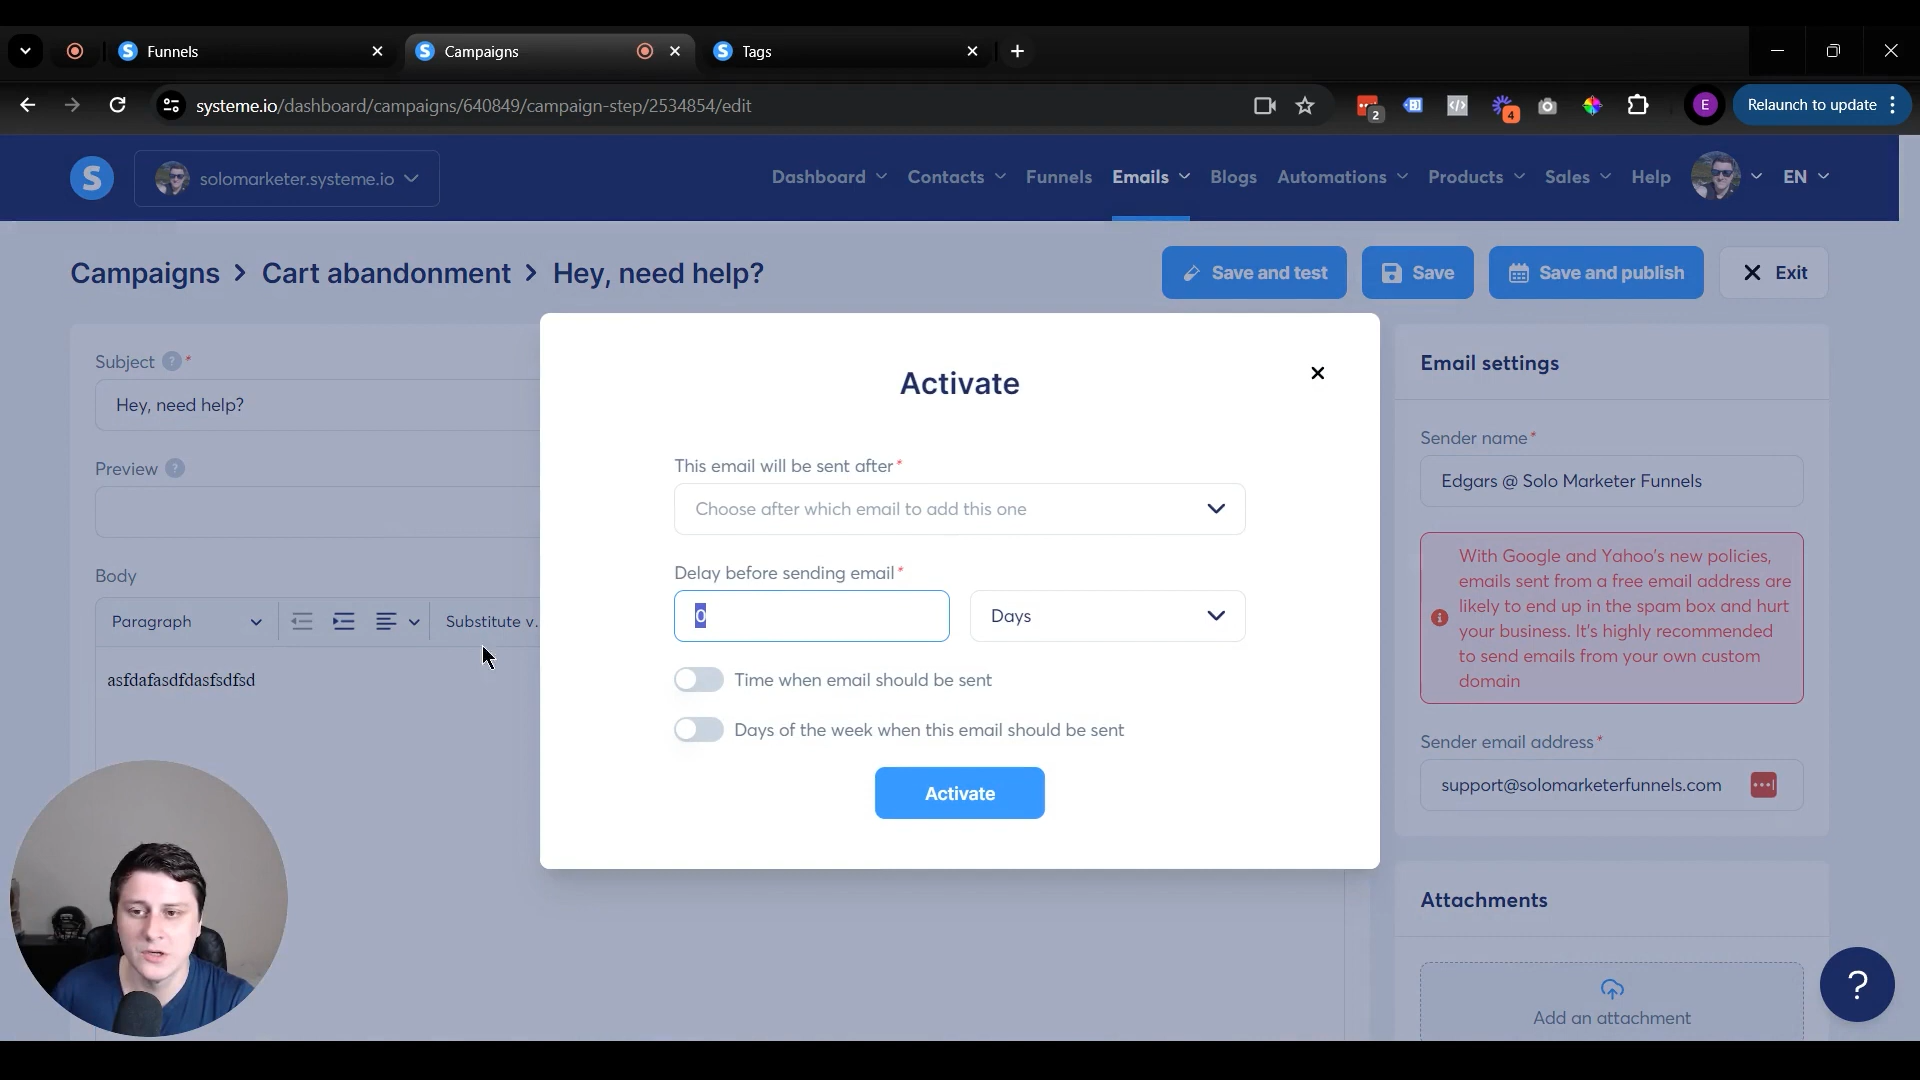 Funnels
Campaigns
Tags
systeme.io/dashboard/campaigns/640849/campaign-step/2534854/edit
2
4
E
Relaunch to update
S
solomarketer.systeme.io
Dashboard
Contacts
Funnels
Emails
Blogs
Automations
Products
Sales
Help
EN
Campaigns > Cart abandonment > Hey, need help?
Save and test
Save
Save and publish
Exit
Subject ? *
Hey, need help?
Preview ?
Body
Paragraph
Substitute v.
asfdafasdfdasfsdfsd
Activate
This email will be sent after*
Choose after which email to add this one
Delay before sending email*
0
Days
Time when email should be sent
Days of the week when this email should be sent
Activate
Email settings
Sender name*
Edgars @ Solo Marketer Funnels
With Google and Yahoo's new policies,
emails sent from a free email address are
likely to end up in the spam box and hurt
your business. It's highly recommended
to send emails from your own custom
domain
Sender email address*
support@solomarketerfunnels.com
Attachments
Add an attachment
?